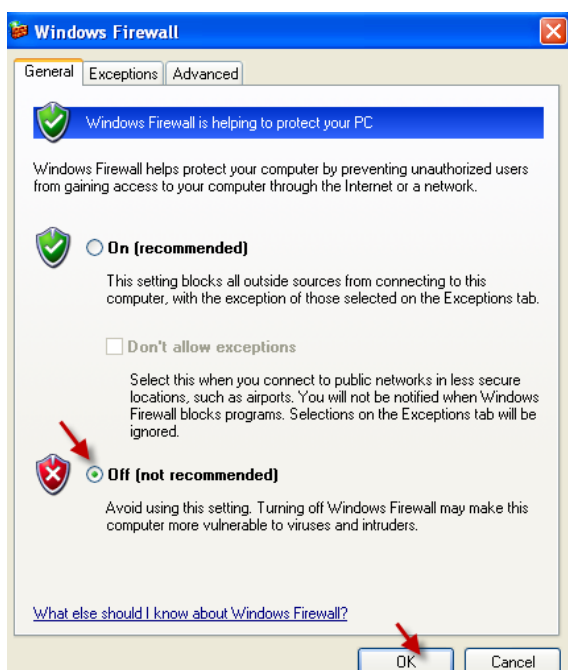 Windows Firewall
General Exceptions Advanced
Windows Firewall is helping to protect your PC
Windows Firewall helps protect your computer by preventing unauthorized users
from gaining access to your computer through the Internet or a network.
On (recommended)
This setting blocks all outside sources from connecting to this
computer, with the exception of those selected on the Exceptions tab.
Don't allow exceptions
Select this when you connect to public networks in less secure
locations, such as airports. You will not be notified when Windows
Firewall blocks programs. Selections on the Exceptions tab will be
ignored.
Off (not recommended)
Avoid using this setting. Turning off Windows Firewall may make this
computer more vulnerable to viruses and intruders.
What else should I know about Windows Firewall?
OK Cancel